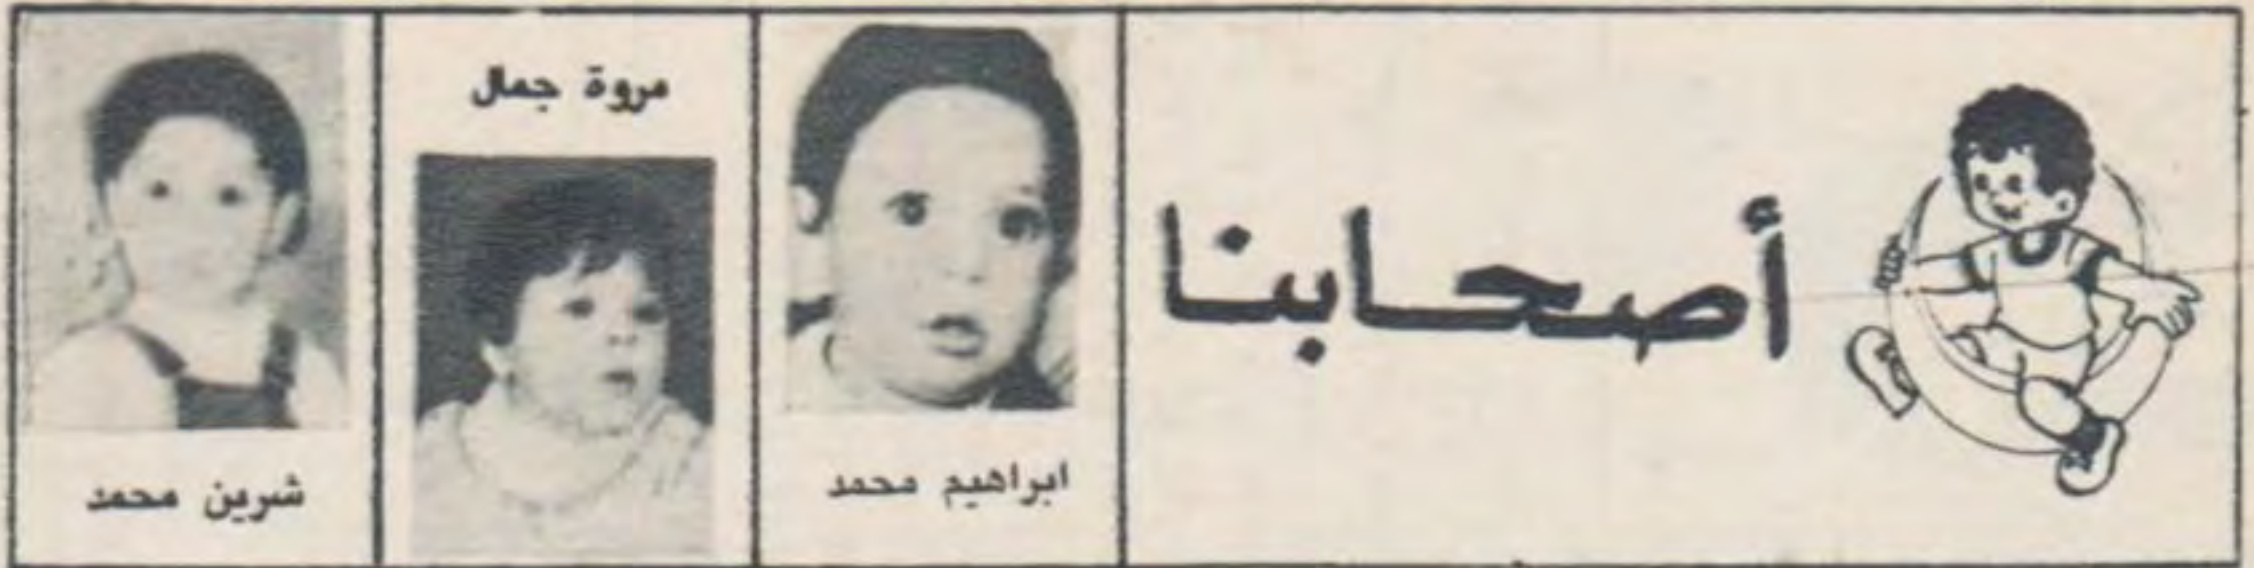 أصحابنا
ابراهيم محمد
مروة جمال
شرين محمد